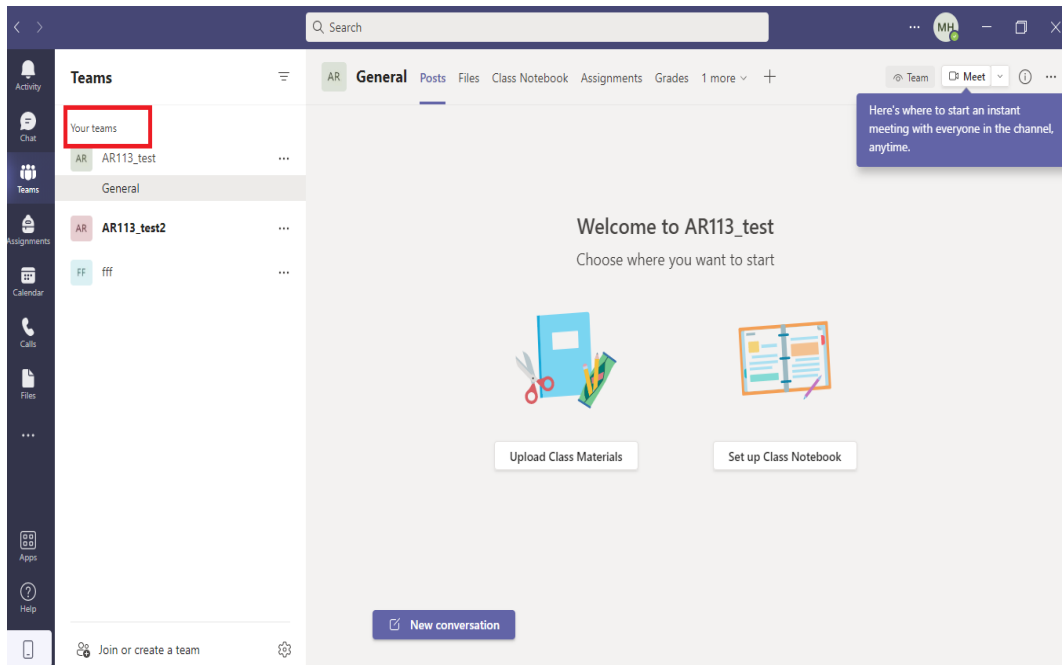 Search
MH
Activity
Chat
Teams
Assignments
Calendar
Calls
Files
Apps
Help
Teams
Your teams
AR AR113_test
General
AR AR113_test2
FF fff
Join or create a team
AR General Posts Files Class Notebook Assignments Grades 1 more
Team Meet
Here's where to start an instant
meeting with everyone in the channel,
anytime.
Welcome to AR113_test
Choose where you want to start
Upload Class Materials Set up Class Notebook
New conversation